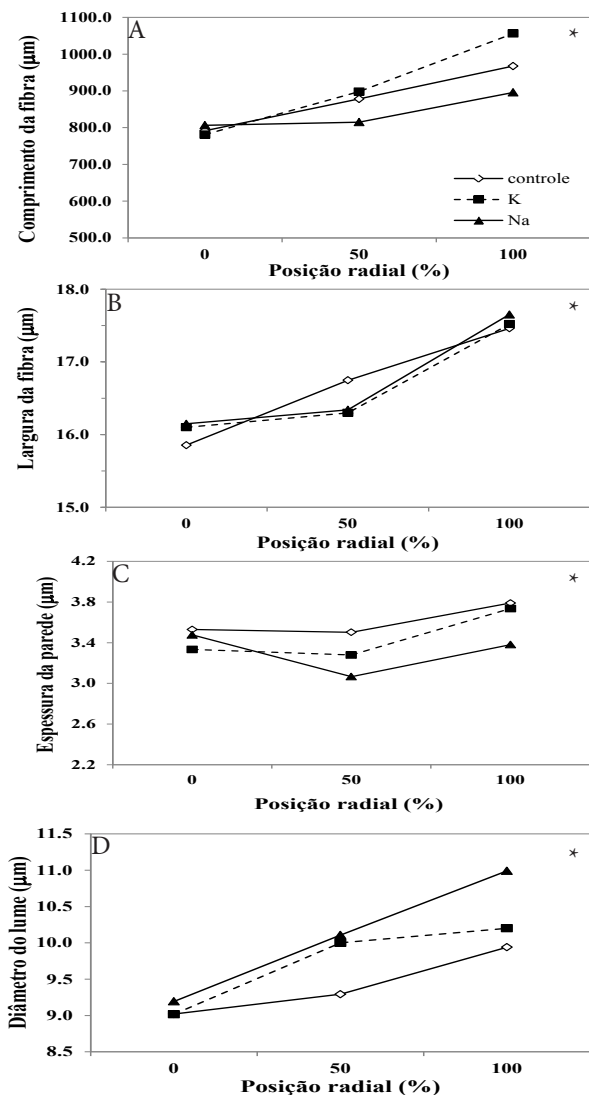 A
*
Comprimento da fibra (µm)
1100.0
1000.0
900.0
800.0
700.0
600.0
500.0
controle
K
Na
0 50 100
Posição radial (%)
B
*
Largura da fibra (µm)
18.0
17.0
16.0
15.0
0 50 100
Posição radial (%)
C
*
Espessura da parede (µm)
4.2
3.8
3.4
3.0
2.6
2.2
0 50 100
Posição radial (%)
D
*
Diâmetro do lume (µm)
11.5
11.0
10.5
10.0
9.5
9.0
8.5
0 50 100
Posição radial (%)